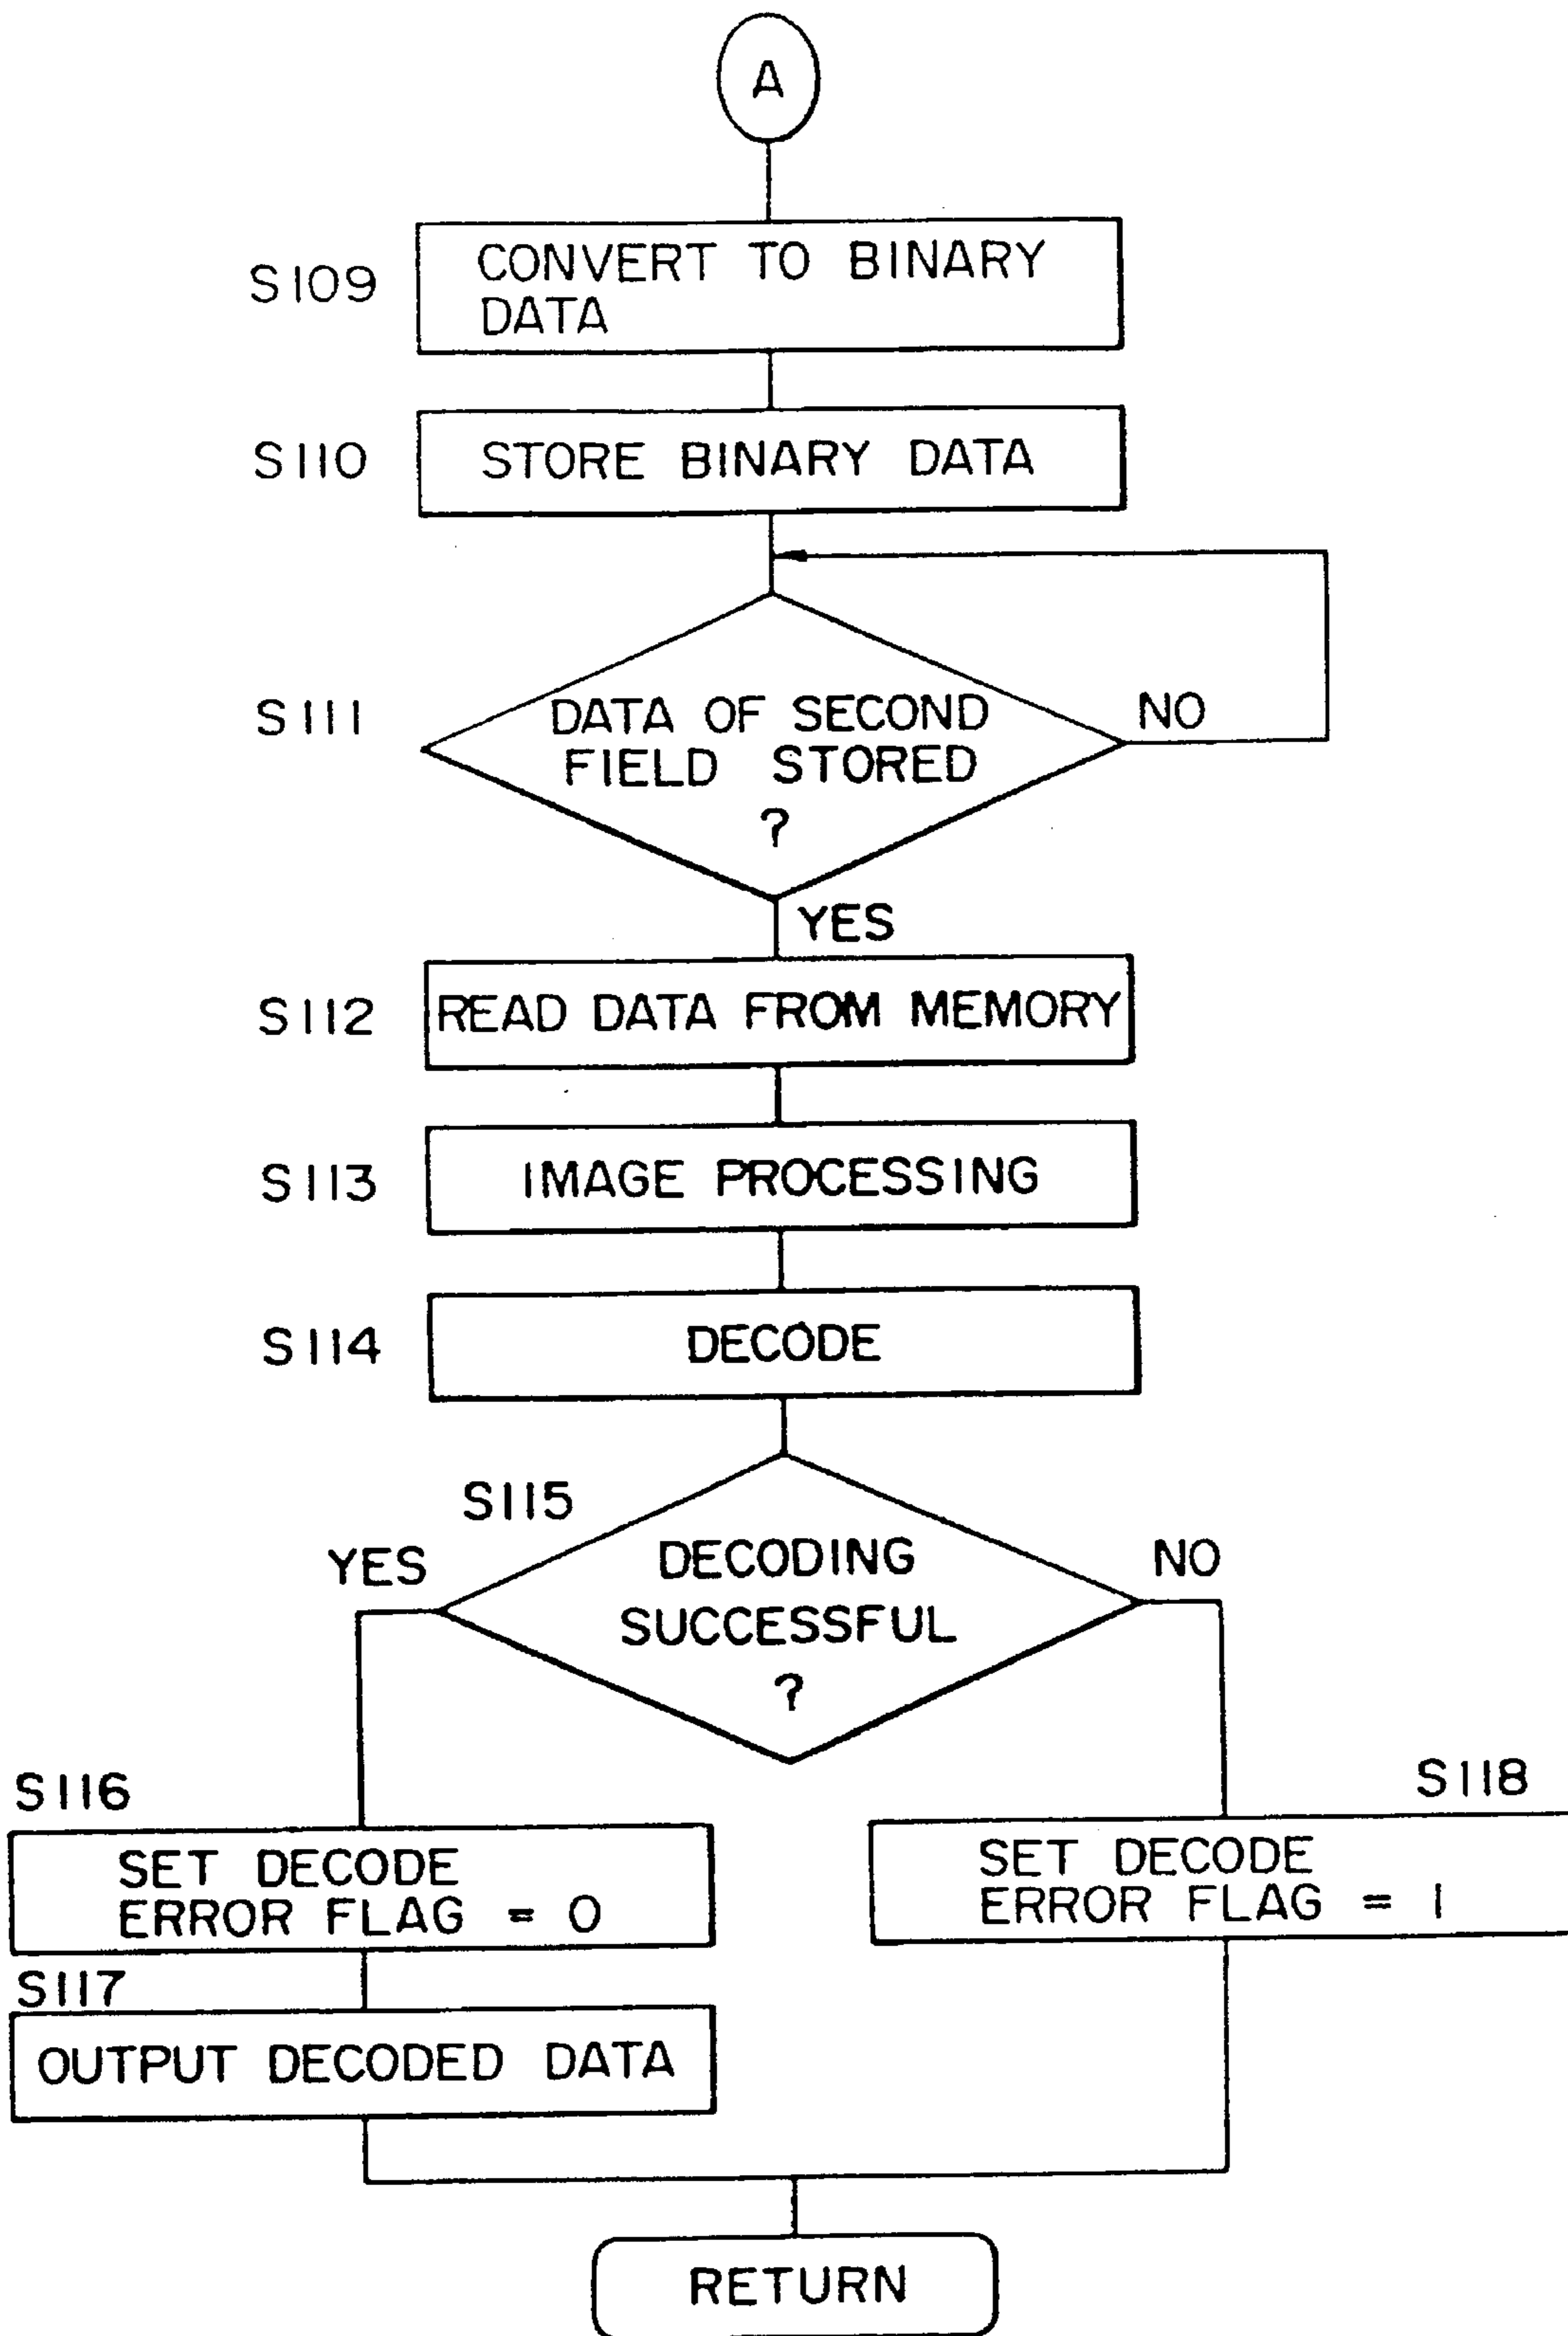 A
S109
CONVERT TO BINARY
DATA
S110
STORE BINARY DATA
S111
DATA OF SECOND
FIELD STORED
?
NO
YES
S112
READ DATA FROM MEMORY
S113
IMAGE PROCESSING
S114
DECODE
S115
DECODING
SUCCESSFUL
?
YES
NO
S116
SET DECODE
ERROR FLAG = 0
S118
SET DECODE
ERROR FLAG = 1
S117
OUTPUT DECODED DATA
RETURN